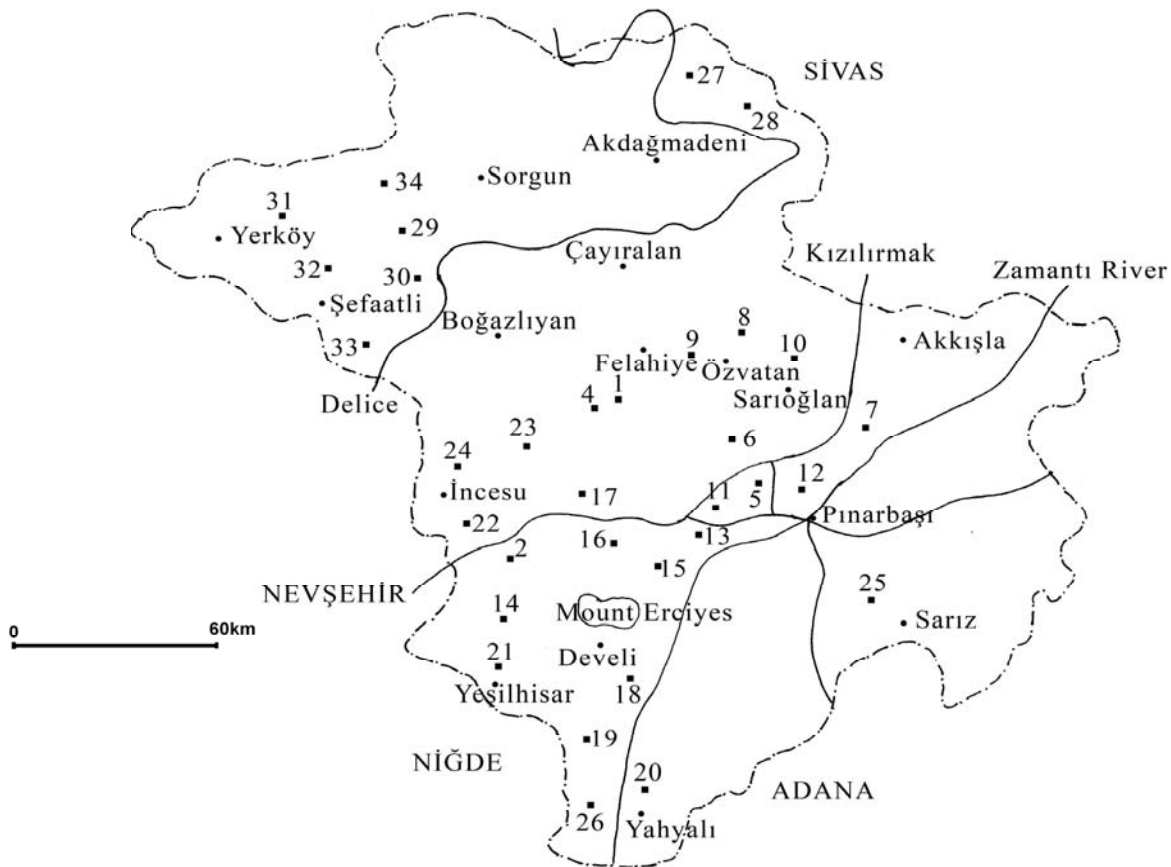 27
SİVAS
28
Akdağmadeni
34
Sorgun
31
29
Yerköy
Çayıralan
Kızılırmak
Zamantı River
32
30
Şefaatli
Boğazlıyan
8
9
10
Akkışla
33
Felahiye
Özvatan
1
4
Sarıoğlan
Delice
7
23
6
24
İncesu
17
11
5
12
22
Pınarbaşı
16
13
2
15
NEVŞEHİR
14
Mount Erciyes
25
0
60km
Sarız
21
Develi
18
Yeşilhisar
19
NİĞDE
20
ADANA
26
Yahyalı